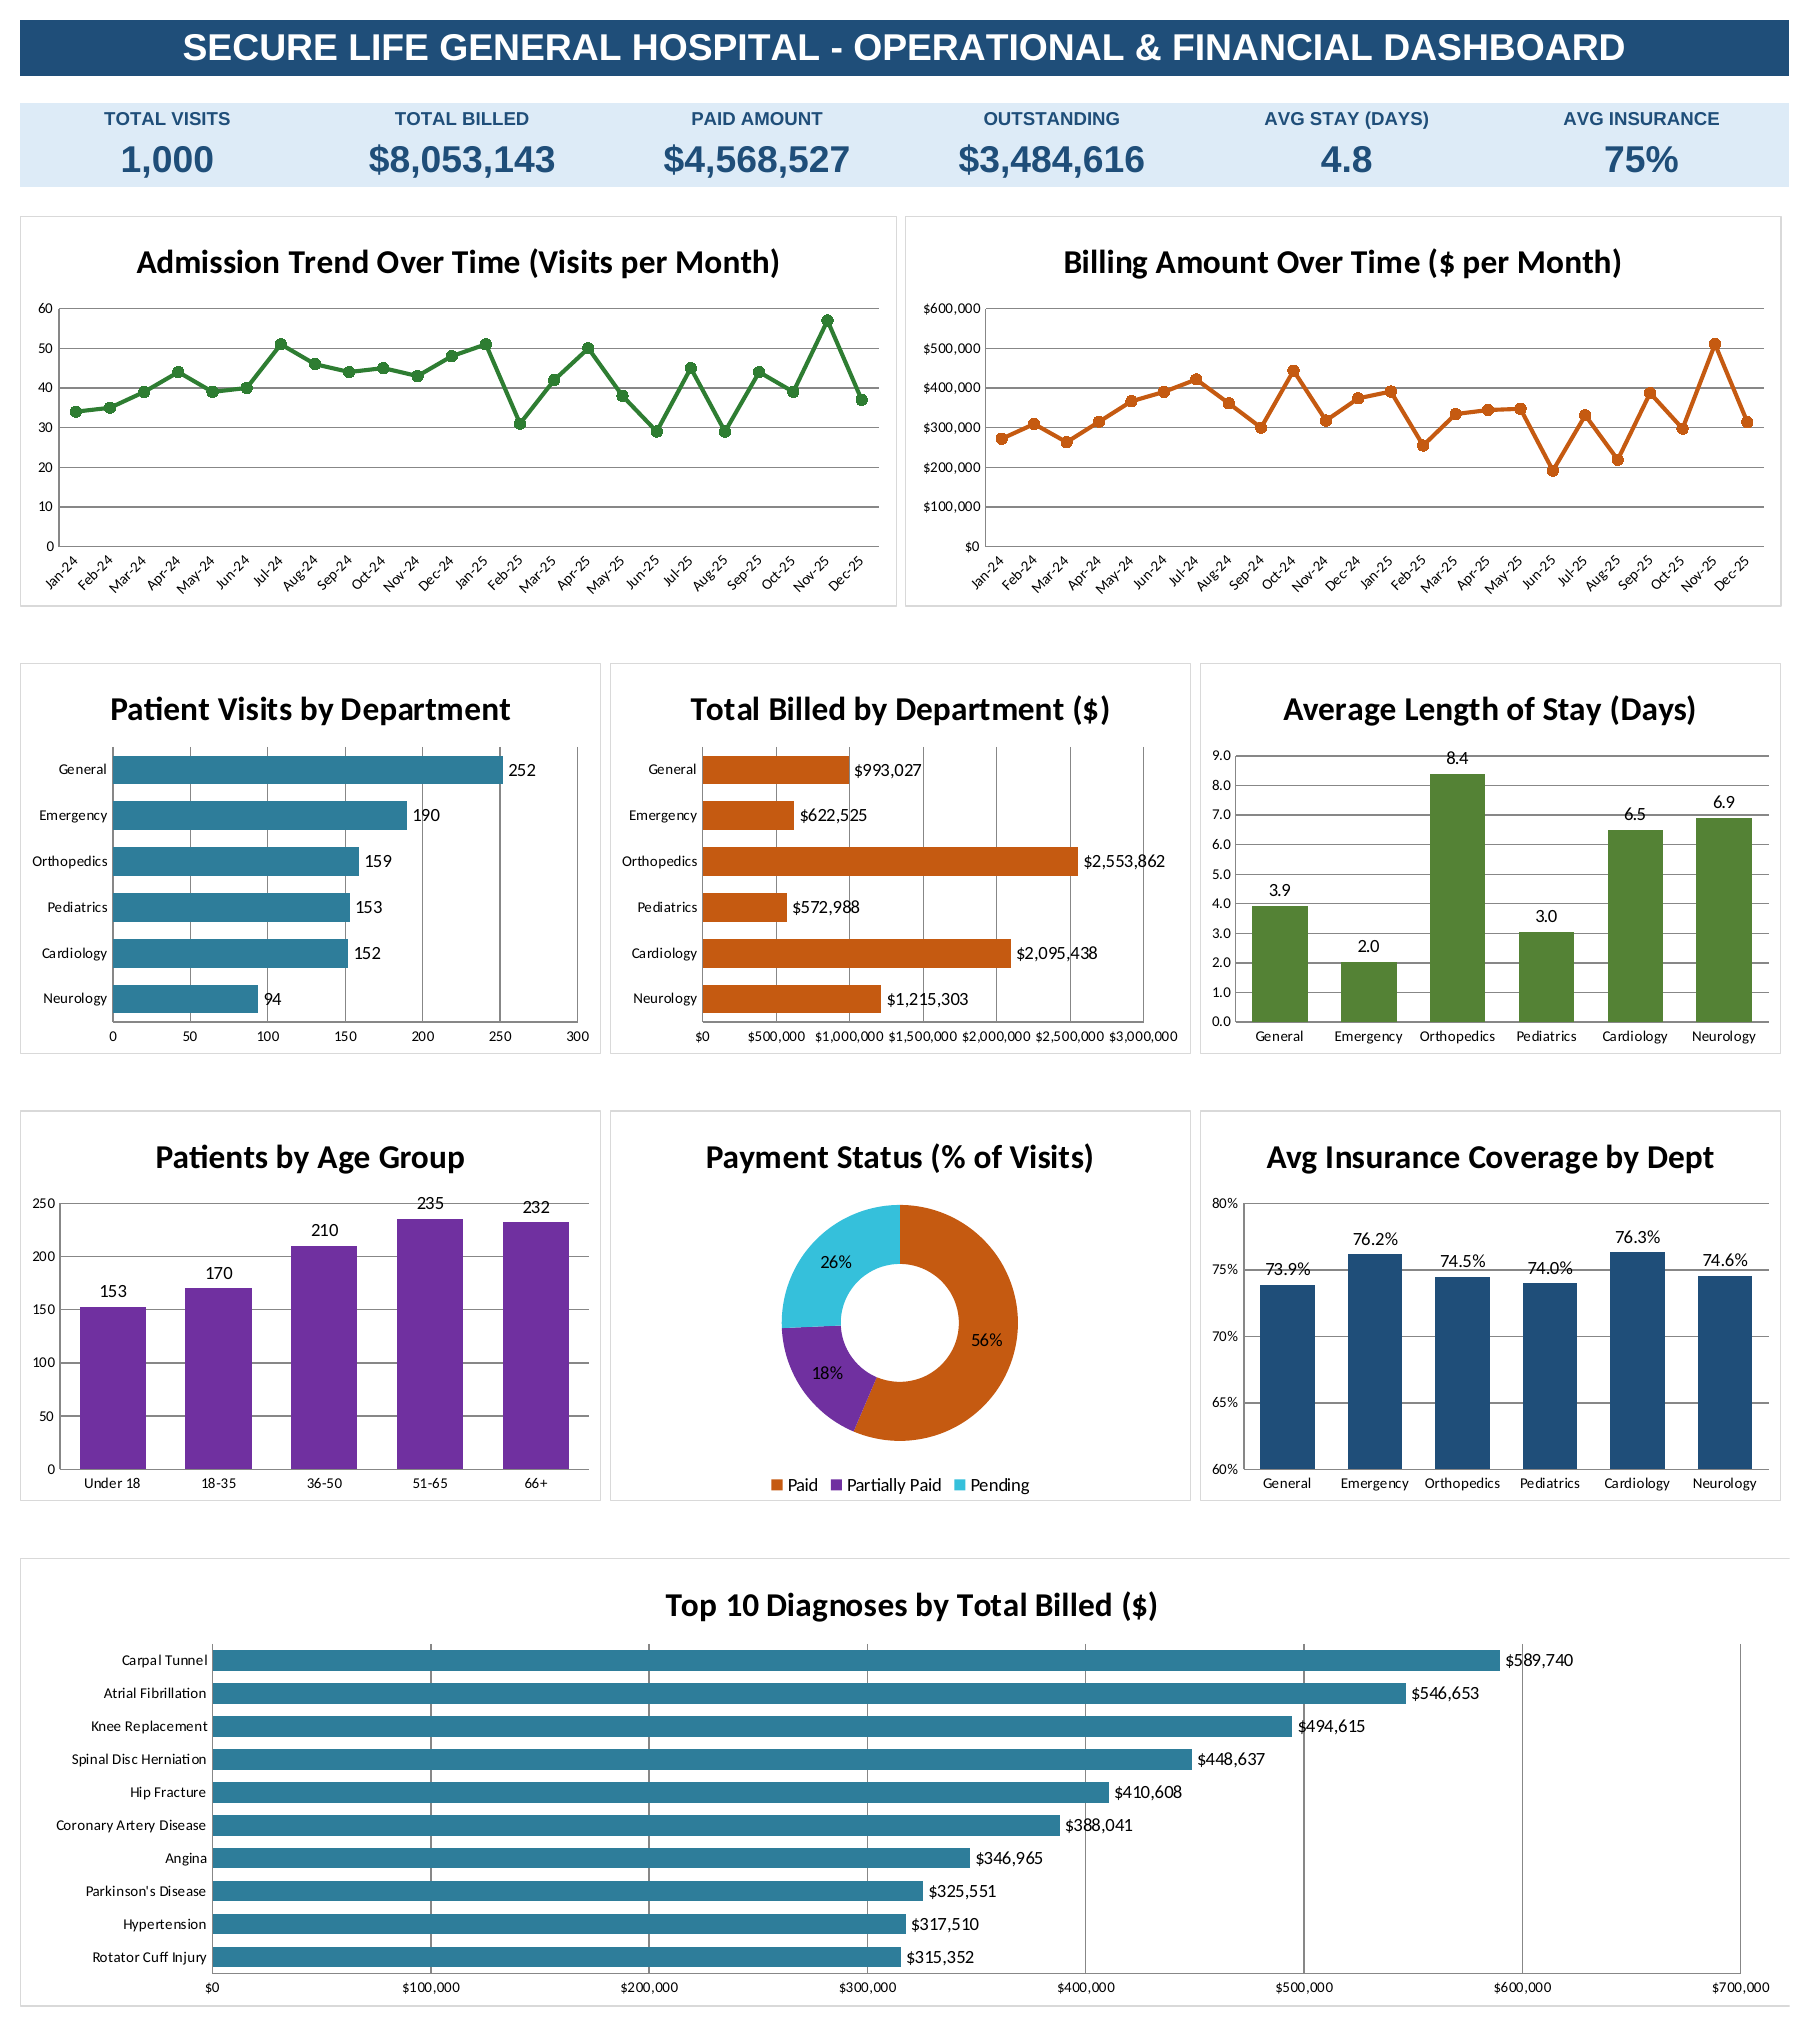 SECURE LIFE GENERAL HOSPITAL - OPERATIONAL & FINANCIAL DASHBOARD
TOTAL VISITS TOTAL BILLED PAID AMOUNT OUTSTANDING AVG STAY (DAYS) AVG INSURANCE
1,000 $8,053,143 $4,568,527 $3,484,616 4.8 75%
Admission Trend Over Time (Visits per Month)
60
50
40
30
20
10
0
Jan-24 Feb-24 Mar-24 Apr-24 May-24 Jun-24 Jul-24 Aug-24 Sep-24 Oct-24 Nov-24 Dec-24 Jan-25 Feb-25 Mar-25 Apr-25 May-25 Jun-25 Jul-25 Aug-25 Sep-25 Oct-25 Nov-25 Dec-25
Billing Amount Over Time ($ per Month)
$600,000
$500,000
$400,000
$300,000
$200,000
$100,000
$0
Jan-24 Feb-24 Mar-24 Apr-24 May-24 Jun-24 Jul-24 Aug-24 Sep-24 Oct-24 Nov-24 Dec-24 Jan-25 Feb-25 Mar-25 Apr-25 May-25 Jun-25 Jul-25 Aug-25 Sep-25 Oct-25 Nov-25 Dec-25
Patient Visits by Department
General 252
Emergency 190
Orthopedics 159
Pediatrics 153
Cardiology 152
Neurology 94
0 50 100 150 200 250 300
Total Billed by Department ($)
General $993,027
Emergency $622,525
Orthopedics $2,553,862
Pediatrics $572,988
Cardiology $2,095,438
Neurology $1,215,303
$0 $500,000 $1,000,000 $1,500,000 $2,000,000 $2,500,000 $3,000,000
Average Length of Stay (Days)
9.0
8.0
7.0
6.0
5.0
4.0
3.0
2.0
1.0
0.0
3.9 2.0 8.4 3.0 6.5 6.9
General Emergency Orthopedics Pediatrics Cardiology Neurology
Patients by Age Group
250
200
150
100
50
0
153 170 210 235 232
Under 18 18-35 36-50 51-65 66+
Payment Status (% of Visits)
26%
56%
18%
Paid Partially Paid Pending
Avg Insurance Coverage by Dept
80%
75%
70%
65%
60%
73.9% 76.2% 74.5% 74.0% 76.3% 74.6%
General Emergency Orthopedics Pediatrics Cardiology Neurology
Top 10 Diagnoses by Total Billed ($)
Carpal Tunnel $589,740
Atrial Fibrillation $546,653
Knee Replacement $494,615
Spinal Disc Herniation $448,637
Hip Fracture $410,608
Coronary Artery Disease $388,041
Angina $346,965
Parkinson's Disease $325,551
Hypertension $317,510
Rotator Cuff Injury $315,352
$0 $100,000 $200,000 $300,000 $400,000 $500,000 $600,000 $700,000